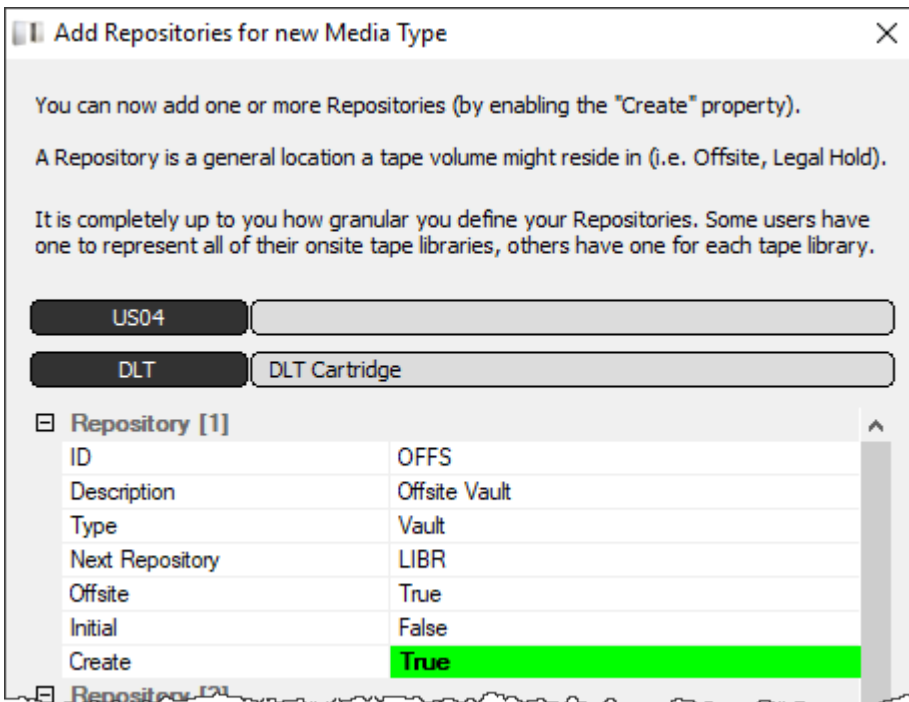 Add Repositories for new Media Type
You can now add one or more Repositories (by enabling the "Create" property).
A Repository is a general location a tape volume might reside in (i.e. Offsite, Legal Hold).
It is completely up to you how granular you define your Repositories. Some users have
one to represent all of their onsite tape libraries, others have one for each tape library.
US04
DLT DLT Cartridge
Repository [1]
ID OFFS
Description Offsite Vault
Type Vault
Next Repository LIBR
Offsite True
Initial False
Create True
Repository [2]